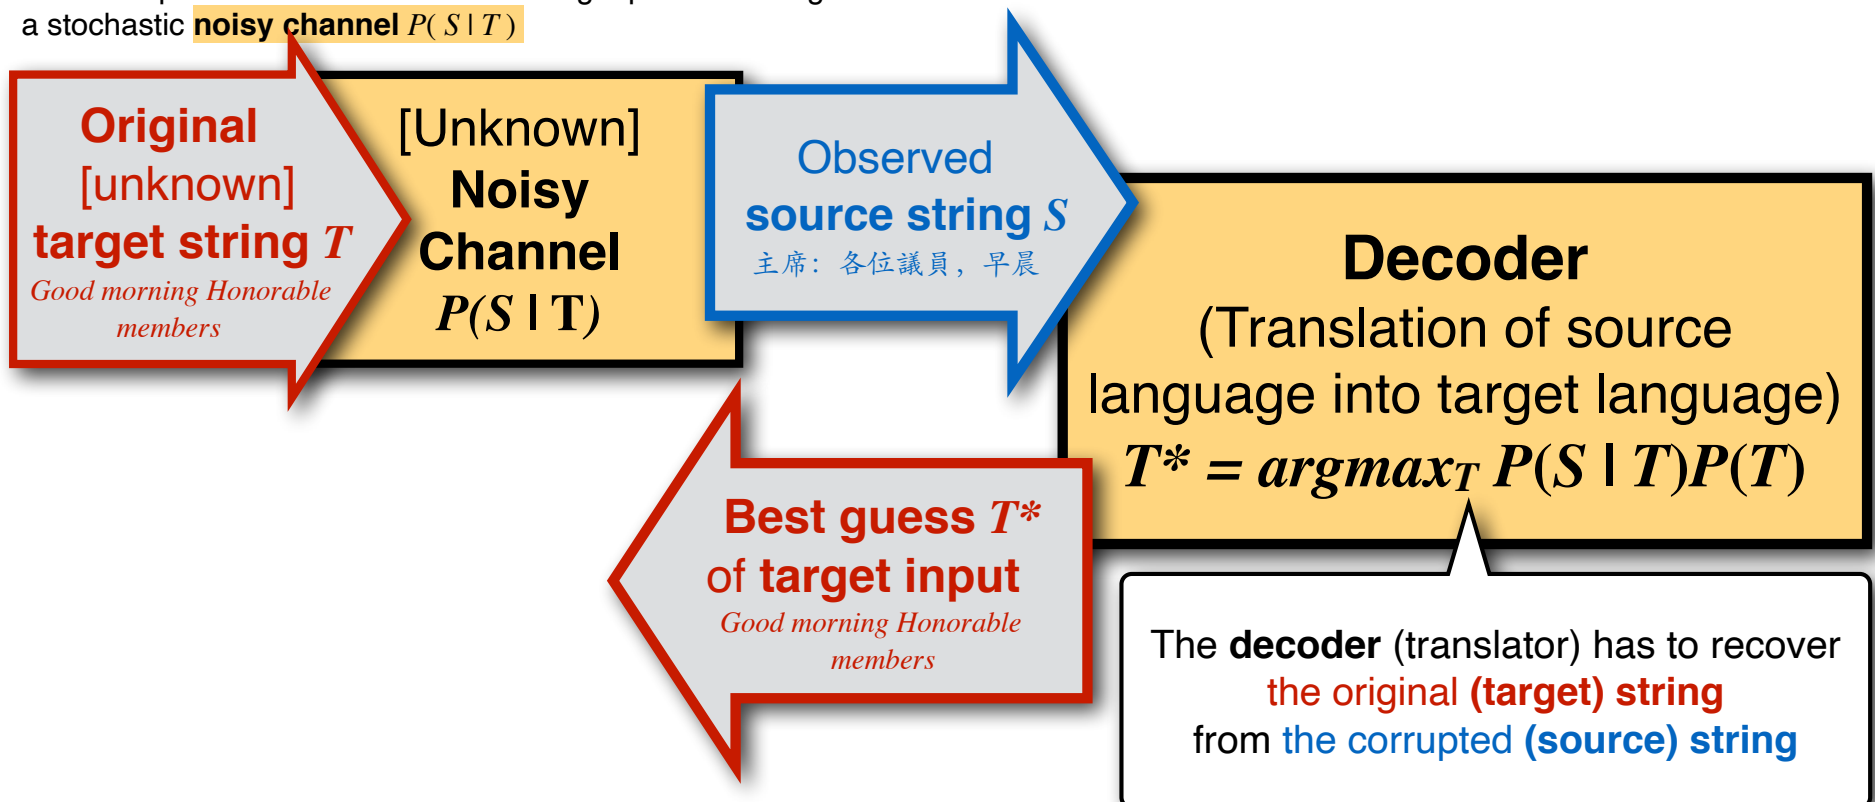 a stochastic noisy channel P( S | T )
Original
[unknown]
target string T
Good morning Honorable
members
[Unknown]
Noisy
Channel
P(S | T)
Observed
source string S
主席: 各位議員, 早晨
Decoder
(Translation of source
language into target language)
T* = argmaxT P(S | T)P(T)
Best guess T*
of target input
Good morning Honorable
members
The decoder (translator) has to recover
the original (target) string
from the corrupted (source) string